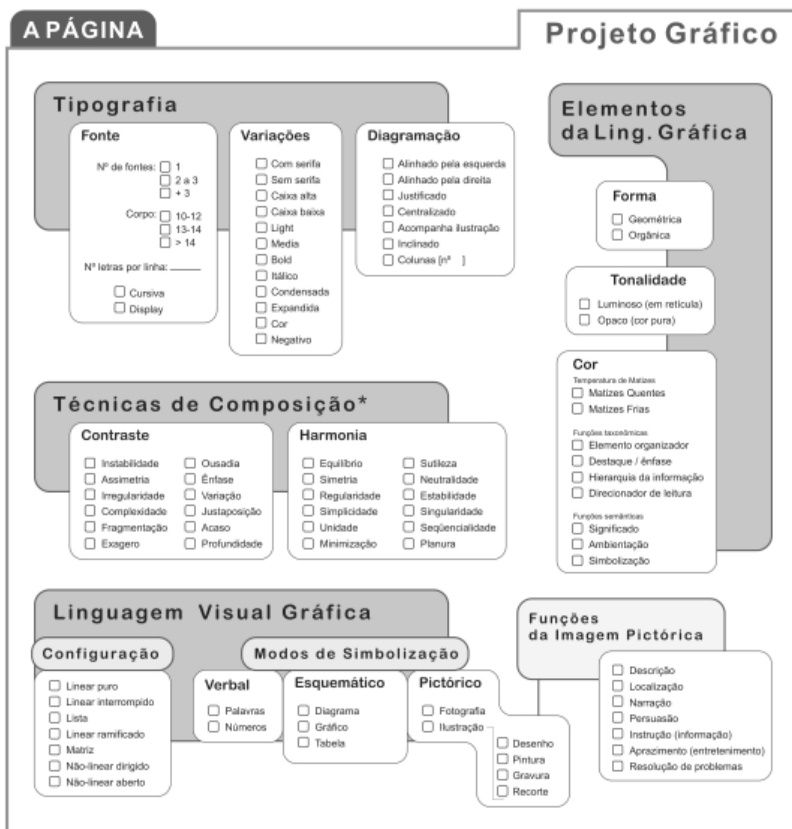 A PÁGINA
Projeto Gráfico
Tipografia
Fonte
Nº de fontes: 1
2 a 3
+ 3
Corpo: 10-12
13-14
> 14
Nº letras por linha:
Cursiva
Display
Variações
Com serifa
Sem serifa
Caixa alta
Caixa baixa
Light
Media
Bold
Itálico
Condensada
Expandida
Cor
Negativo
Diagramação
Alinhado pela esquerda
Alinhado pela direita
Justificado
Centralizado
Acompanha ilustração
Inclinado
Colunas [nº ]
Elementos
da Ling. Gráfica
Forma
Geométrica
Orgânica
Tonalidade
Luminoso (em retícula)
Opaco (cor pura)
Cor
Temperatura de Matizes
Matizes Quentes
Matizes Frias
Funções taxonômicas
Elemento organizador
Destaque / ênfase
Hierarquia da informação
Direcionador de leitura
Funções semânticas
Significado
Ambientação
Simbolização
Técnicas de Composição*
Contraste
Instabilidade
Assimetria
Irregularidade
Complexidade
Fragmentação
Exagero
Ousadia
Ênfase
Variação
Justaposição
Acaso
Profundidade
Harmonia
Equilíbrio
Simetria
Regularidade
Simplicidade
Unidade
Minimização
Sutileza
Neutralidade
Estabilidade
Singularidade
Seqüencialidade
Planura
Linguagem Visual Gráfica
Configuração
Linear puro
Linear interrompido
Lista
Linear ramificado
Matriz
Não-linear dirigido
Não-linear aberto
Modos de Simbolização
Verbal
Palavras
Números
Esquemático
Diagrama
Gráfico
Tabela
Pictórico
Fotografia
Ilustração
Desenho
Pintura
Gravura
Recorte
Funções
da Imagem Pictórica
Descrição
Localização
Narração
Persuasão
Instrução (informação)
Aprazimento (entretenimento)
Resolução de problemas